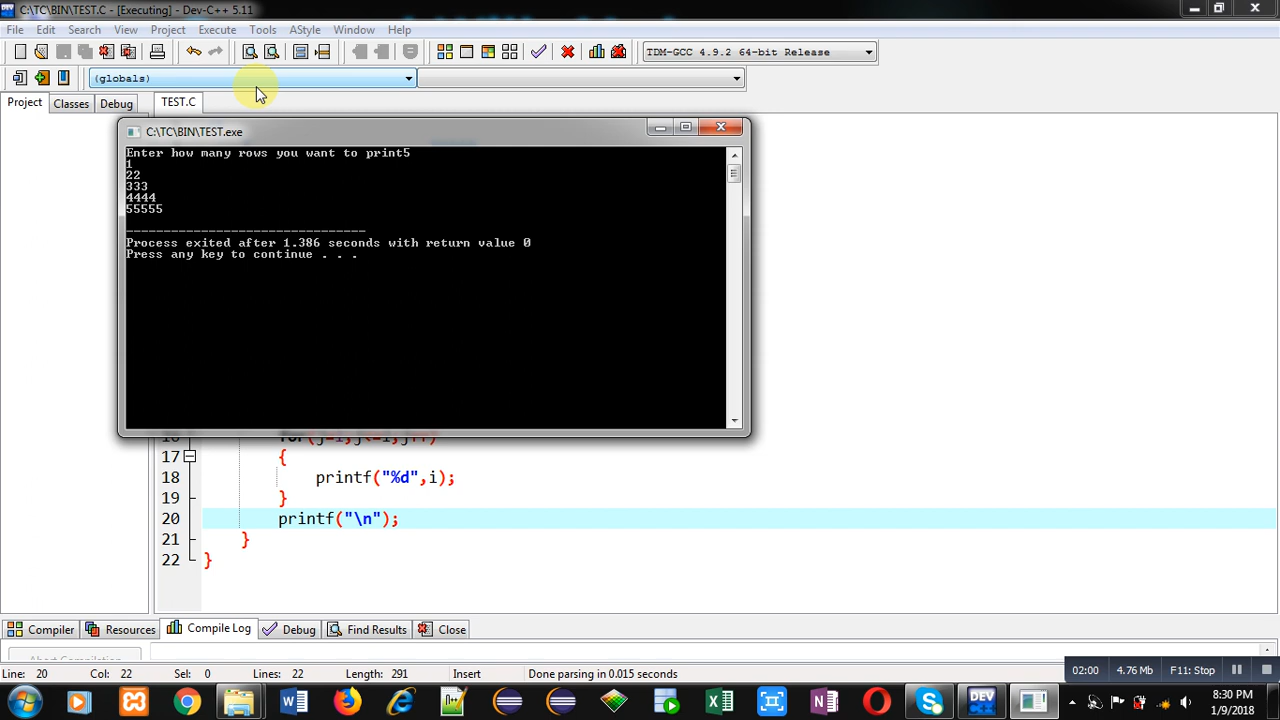 C:\TC\BIN\TEST.C - [Executing] - Dev-C++ 5.11
File Edit Search View Project Execute Tools AStyle Window Help
TDM-GCC 4.9.2 64-bit Release
(globals)
Project Classes Debug TEST.C
C:\TC\BIN\TEST.exe
Enter how many rows you want to print5
1
22
333
4444
55555
--------------------------------
Process exited after 1.386 seconds with return value 0
Press any key to continue . . .
17 {
18 printf("%d",i);
19 }
20 printf("\n");
21 }
22 }
Compiler Resources Compile Log Debug Find Results Close
Abort Compilation
Line: 20 Col: 22 Sel: 0 Lines: 22 Length: 291 Insert Done parsing in 0.015 seconds
02:00 4.76 Mb F11: Stop
8:30 PM
1/9/2018